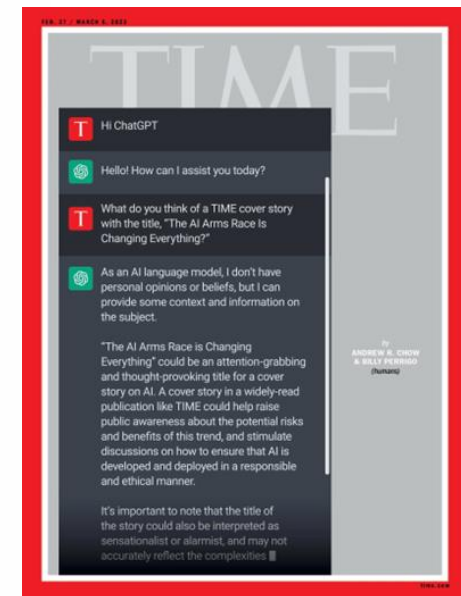 FEB. 27 / MARCH 6, 2023
TIME
T Hi ChatGPT
Hello! How can I assist you today?
T What do you think of a TIME cover story
with the title, "The AI Arms Race Is
Changing Everything?"
As an AI language model, I don't have
personal opinions or beliefs, but I can
provide some context and information on
the subject.
"The AI Arms Race is Changing
Everything" could be an attention-grabbing
and thought-provoking title for a cover
story on AI. A cover story in a widely-read
publication like TIME could help raise
public awareness about the potential risks
and benefits of this trend, and stimulate
discussions on how to ensure that AI is
developed and deployed in a responsible
and ethical manner.
It's important to note that the title of
the story could also be interpreted as
sensationalist or alarmist, and may not
accurately reflect the complexities
by
ANDREW R. CHOW
& BILLY PERRIGO
(humans)
TIME.COM